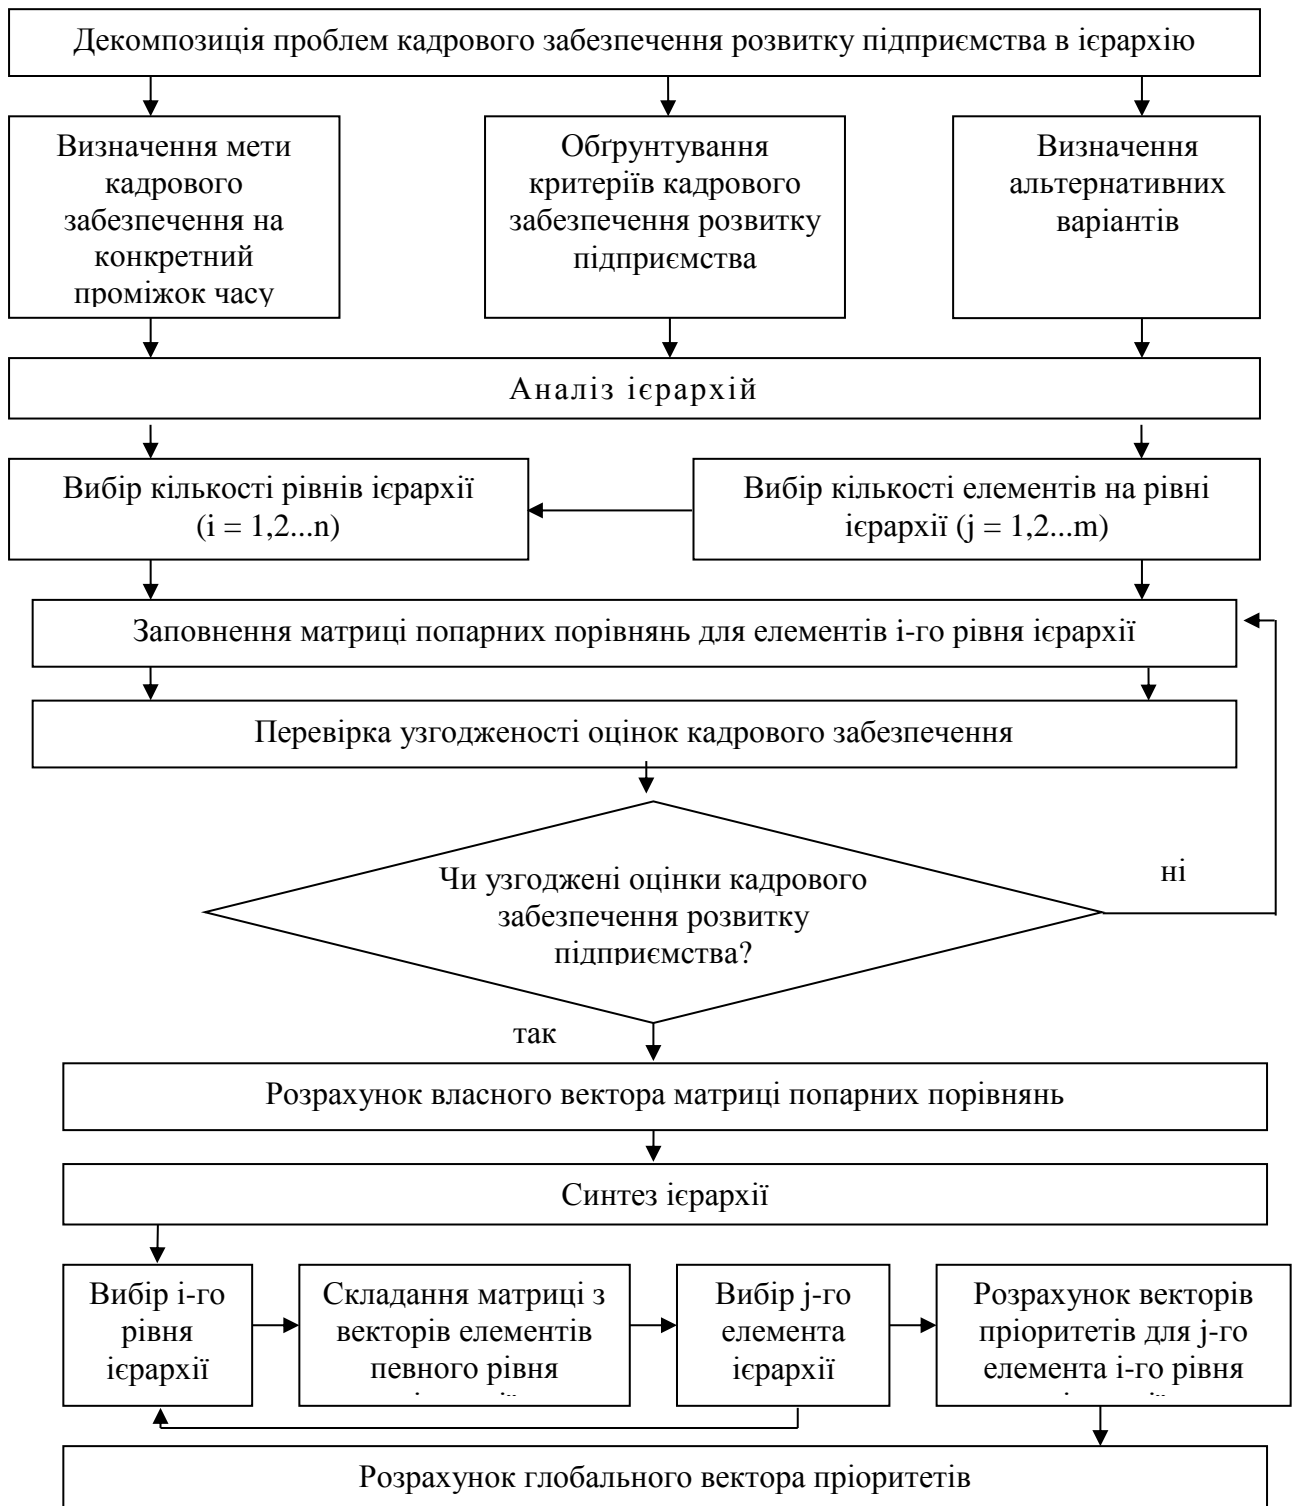 Декомпозиція проблем кадрового забезпечення розвитку підприємства в ієрархію
Визначення мети
кадрового
забезпечення на
конкретний
проміжок часу
Обґрунтування
критеріїв кадрового
забезпечення розвитку
підприємства
Визначення
альтернативних
варіантів
Аналіз ієрархій
Вибір кількості рівнів ієрархії
(i = 1,2...n)
Вибір кількості елементів на рівні
ієрархії (j = 1,2...m)
Заповнення матриці попарних порівнянь для елементів і-го рівня ієрархії
Перевірка узгодженості оцінок кадрового забезпечення
Чи узгоджені оцінки кадрового
забезпечення розвитку
підприємства?
ні
так
Розрахунок власного вектора матриці попарних порівнянь
Синтез ієрархії
Вибір і-го
рівня
ієрархії
Складання матриці з
векторів елементів
певного рівня
Вибір j-го
елемента
ієрархії
Розрахунок векторів
пріоритетів для j-го
елемента і-го рівня
Розрахунок глобального вектора пріоритетів